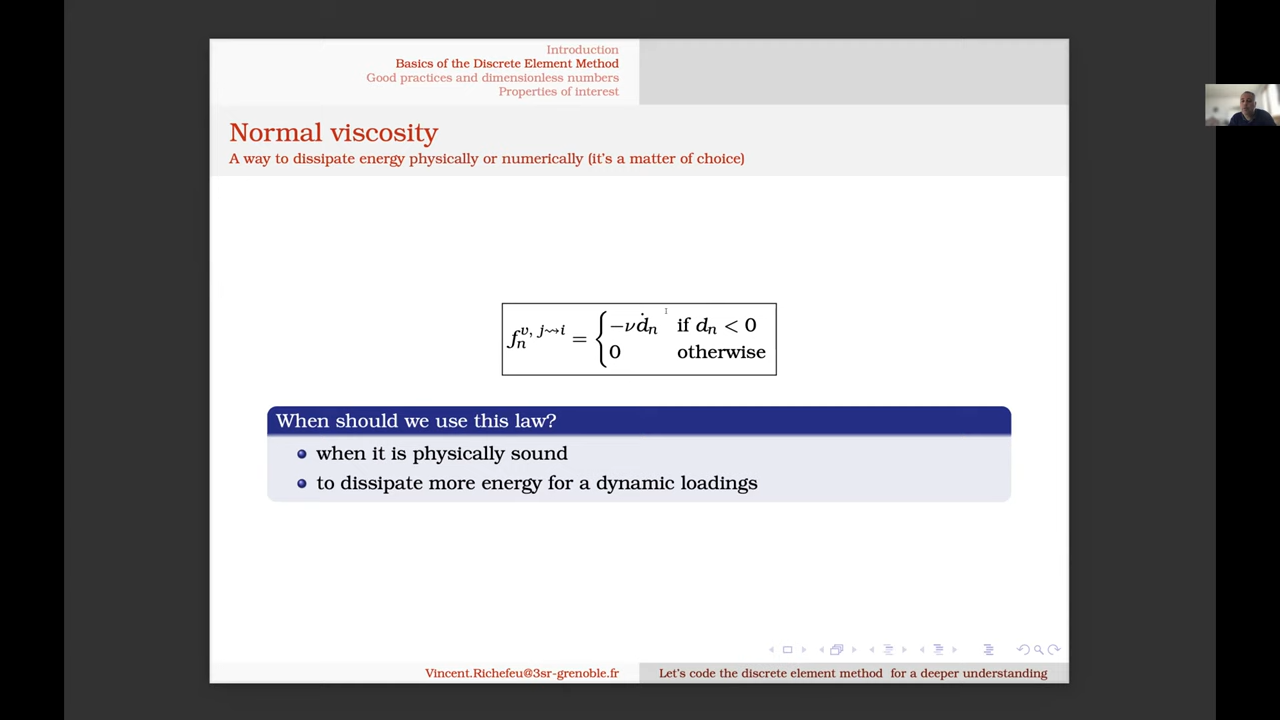 Introduction
Basics of the Discrete Element Method
Good practices and dimensionless numbers
Properties of interest
Normal viscosity
A way to dissipate energy physically or numerically (it's a matter of choice)
f_n^{v, j⇝i} = { −νḋ_n if d_n < 0
0 otherwise
When should we use this law?
when it is physically sound
to dissipate more energy for a dynamic loadings
Vincent.Richefeu@3sr-grenoble.fr
Let's code the discrete element method for a deeper understanding